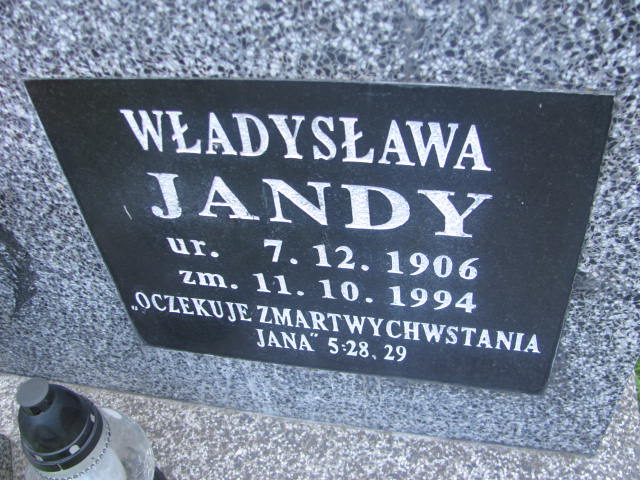 WŁADYSŁAWA
JANDY
ur. 7. 12. 1906
zm. 11. 10. 1994
„OCZEKUJE ZMARTWYCHWSTANIA
JANA" 5:28, 29